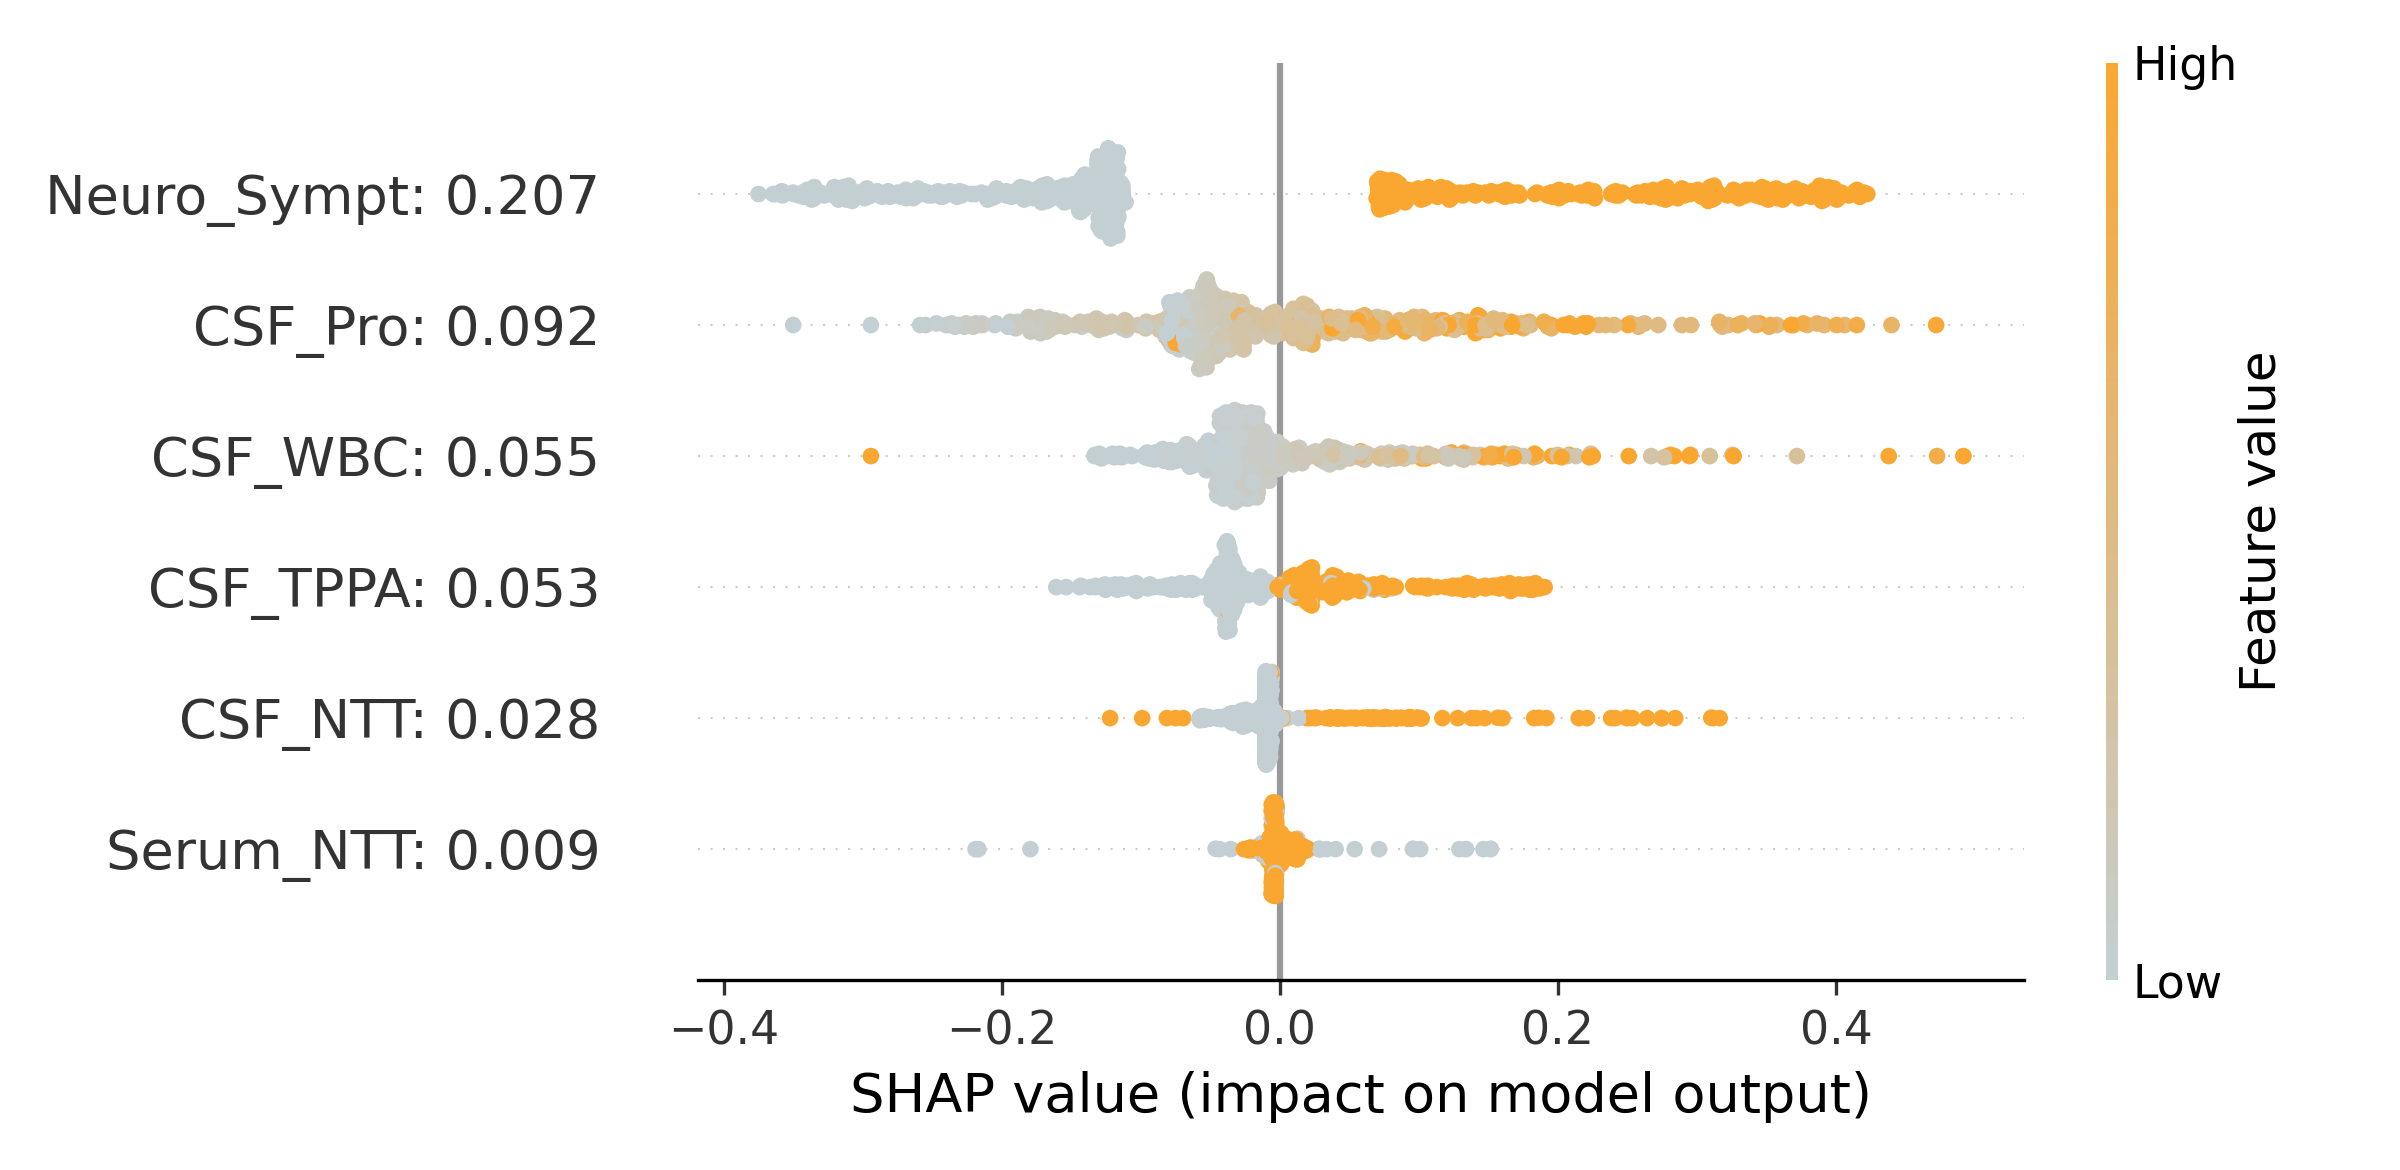 High
Neuro_Sympt: 0.207
CSF_Pro: 0.092
CSF_WBC: 0.055
CSF_TPPA: 0.053
CSF_NTT: 0.028
Serum_NTT: 0.009
Feature value
Low
−0.4 −0.2 0.0 0.2 0.4
SHAP value (impact on model output)